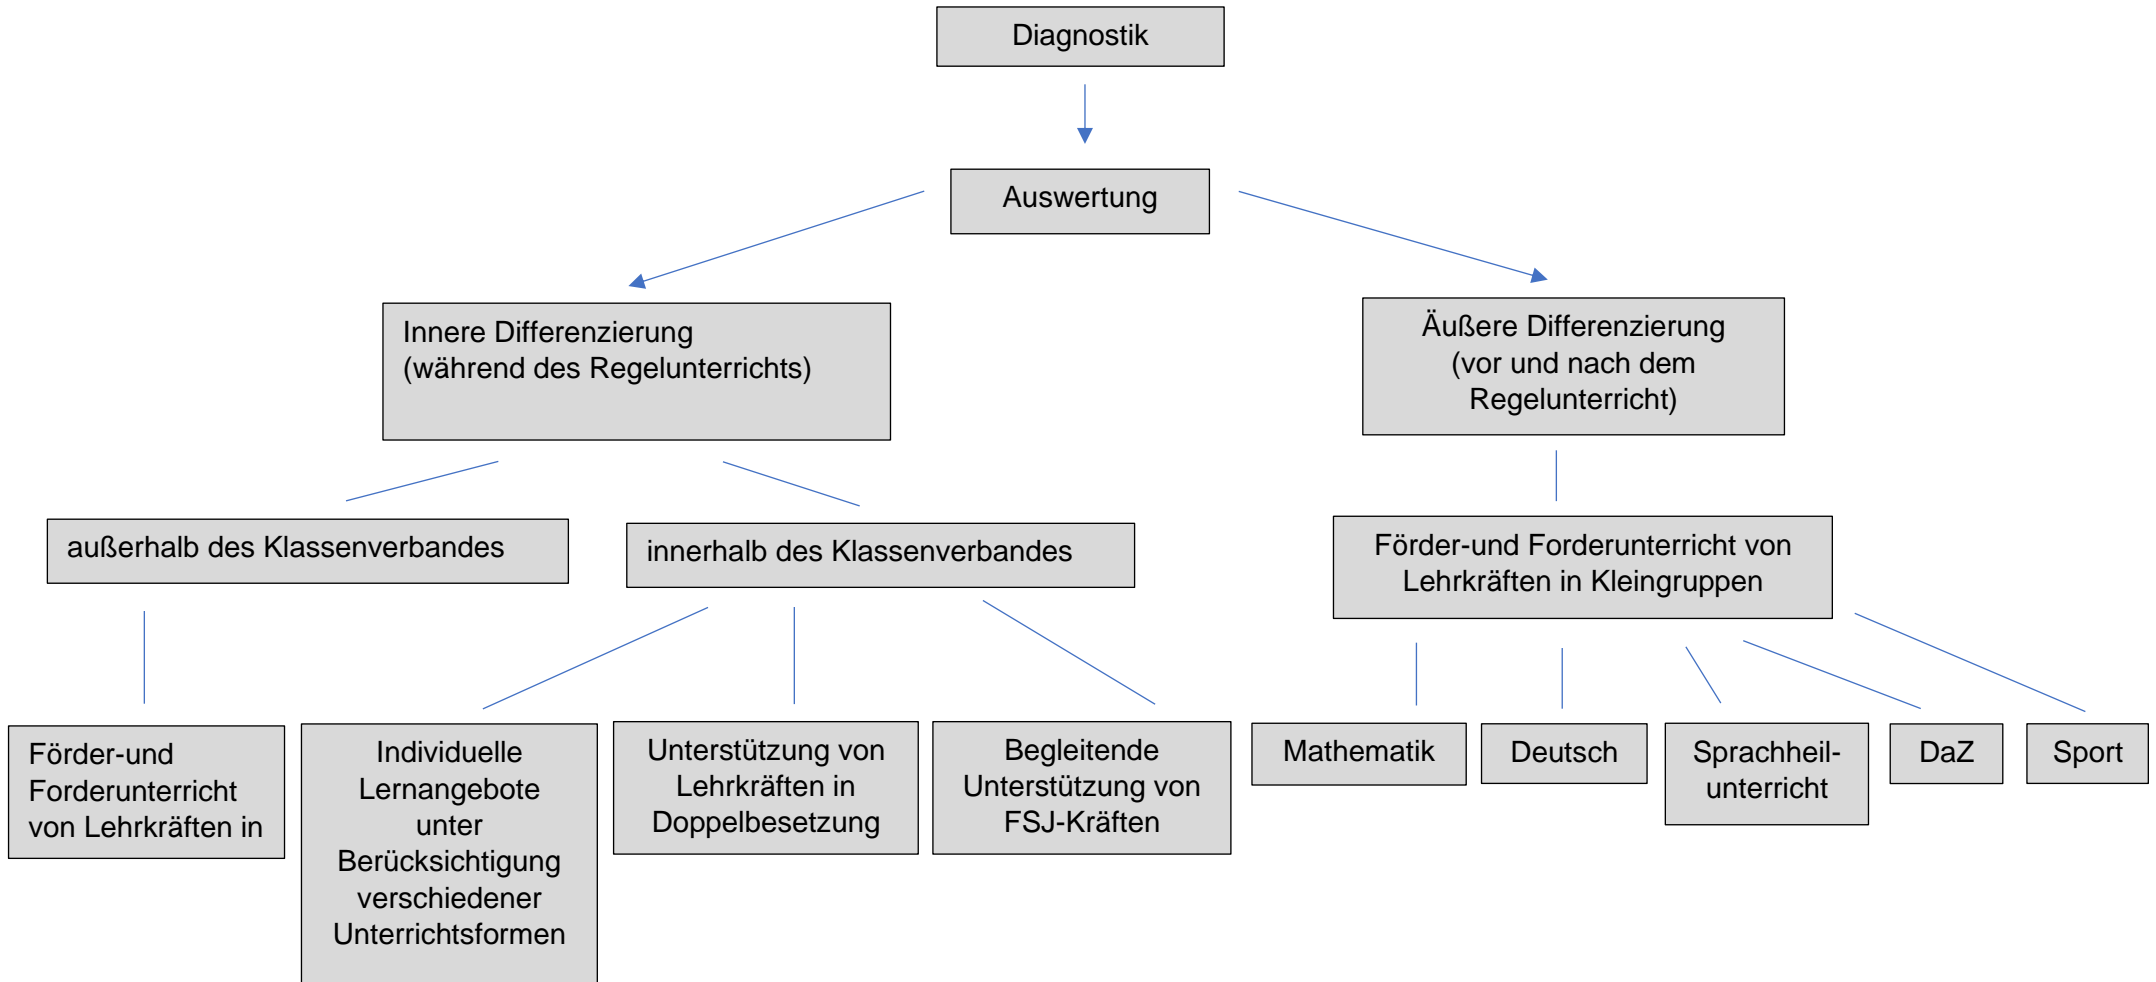 Diagnostik
Auswertung
Innere Differenzierung
(während des Regelunterrichts)
Äußere Differenzierung
(vor und nach dem
Regelunterricht)
außerhalb des Klassenverbandes
innerhalb des Klassenverbandes
Förder-und Forderunterricht von
Lehrkräften in Kleingruppen
Förder-und
Forderunterricht
von Lehrkräften in
Individuelle
Lernangebote
unter
Berücksichtigung
verschiedener
Unterrichtsformen
Unterstützung von
Lehrkräften in
Doppelbesetzung
Begleitende
Unterstützung von
FSJ-Kräften
Mathematik
Deutsch
Sprachheil-
unterricht
DaZ
Sport